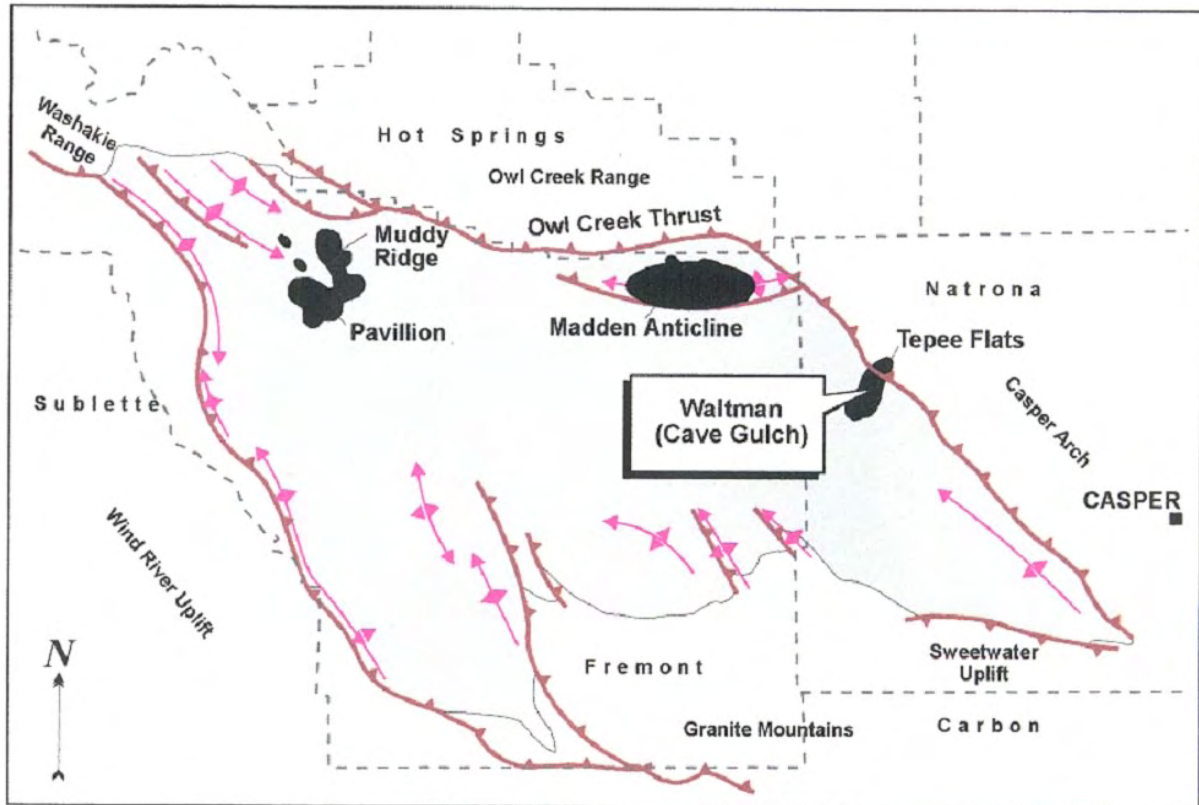 Washakie
Range
Hot Springs
Owl Creek Range
Owl Creek Thrust
Muddy
Ridge
Pavillion
Madden Anticline
Natrona
Tepee Flats
Sublette
Waltman
(Cave Gulch)
Casper Arch
CASPER
Wind River Uplift
N
Fremont
Sweetwater
Uplift
Granite Mountains
Carbon